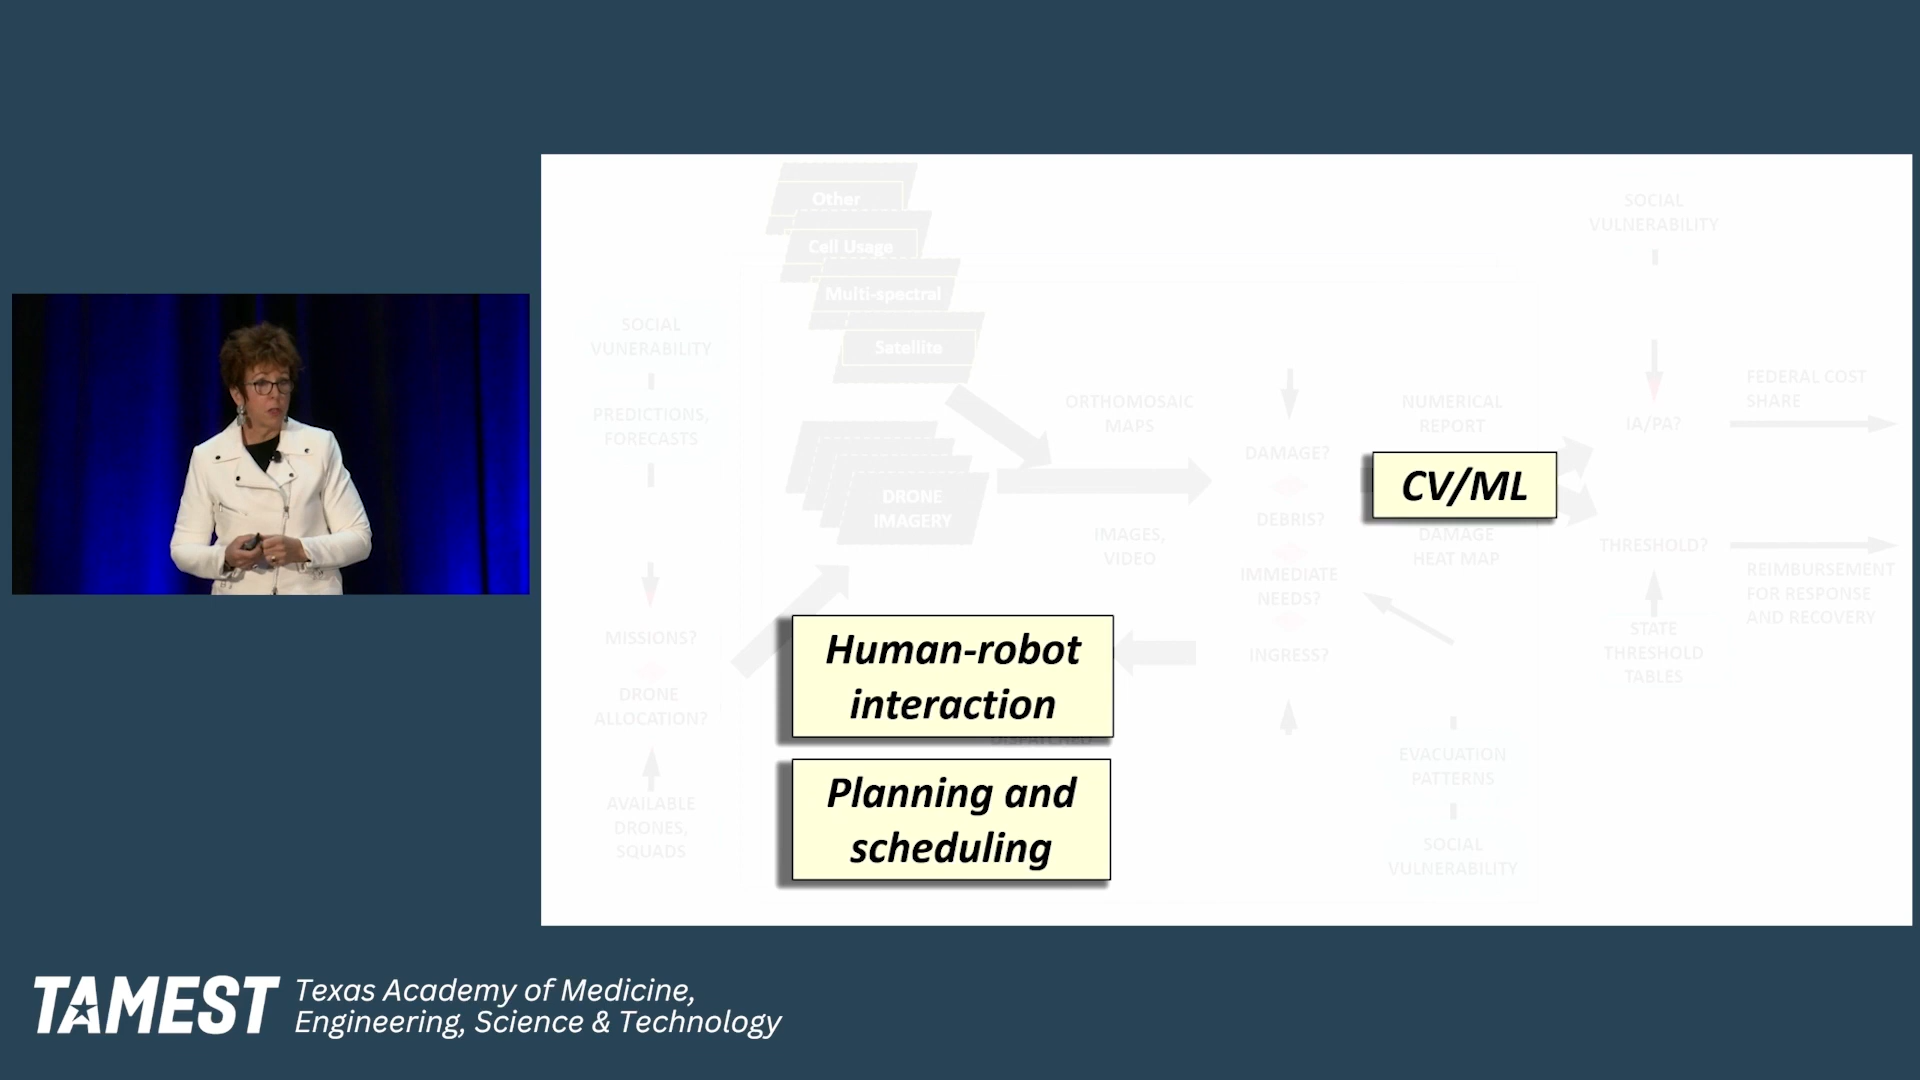 Other
Cell Usage
Multi-spectral
Satellite
SOCIAL
VUNERABILITY
PREDICTIONS,
FORECASTS
MISSIONS?
DRONE
ALLOCATION?
AVAILABLE
DRONES,
SQUADS
DRONE
IMAGERY
ORTHOMOSAIC
MAPS
IMAGES,
VIDEO
Human-robot
interaction
DISPATCHED
Planning and
scheduling
DAMAGE?
DEBRIS?
IMMEDIATE
NEEDS?
INGRESS?
NUMERICAL
REPORT
CV/ML
DAMAGE
HEAT MAP
EVACUATION
PATTERNS
SOCIAL
VULNERABILITY
SOCIAL
VULNERABILITY
IA/PA?
THRESHOLD?
STATE
THRESHOLD
TABLES
FEDERAL COST
SHARE
REIMBURSEMENT
FOR RESPONSE
AND RECOVERY
TAMEST
Texas Academy of Medicine,
Engineering, Science & Technology